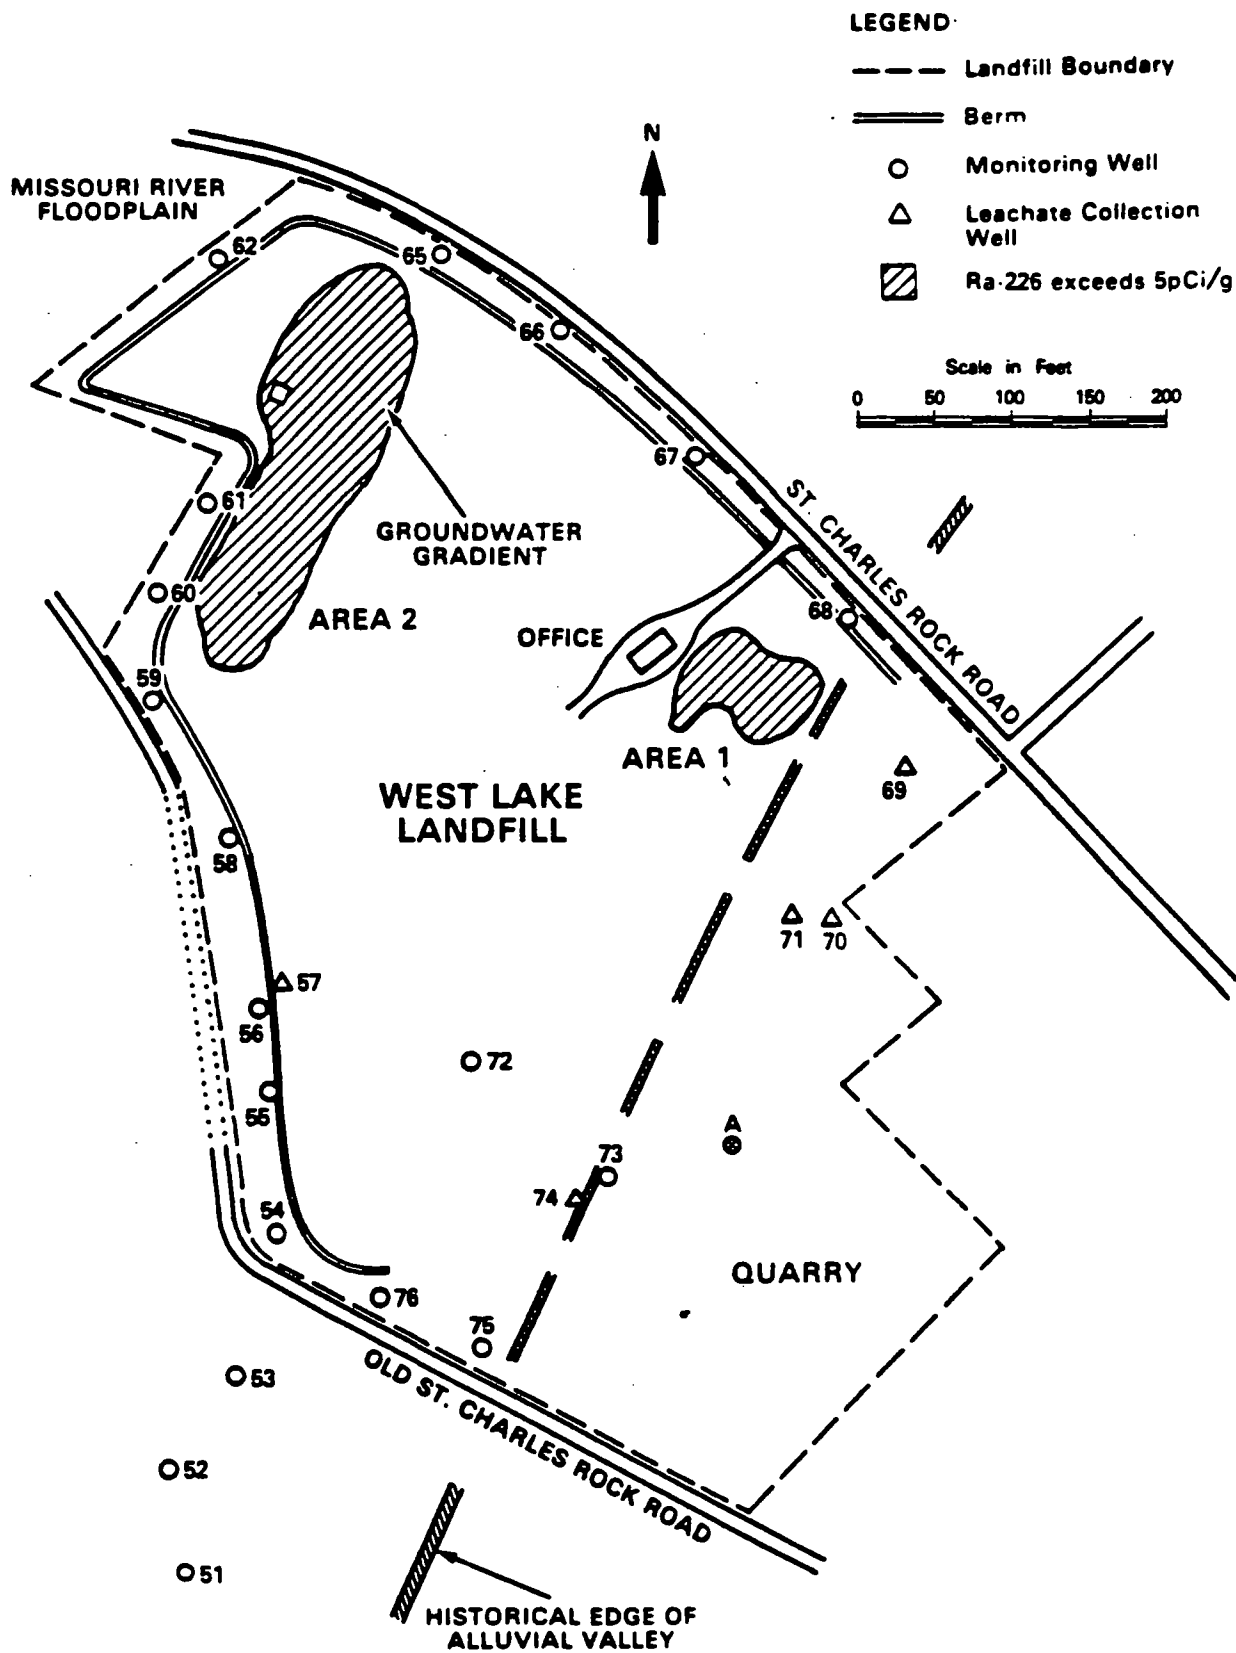 LEGEND
Landfill Boundary
Berm
Monitoring Well
Leachate Collection
Well
Ra-226 exceeds 5pCi/g
N
MISSOURI RIVER
FLOODPLAIN
Scale in Feet
0 50 100 150 200
62
65
66
67
61
GROUNDWATER
GRADIENT
ST. CHARLES ROCK ROAD
60
AREA 2
OFFICE
68
59
AREA 1
69
WEST LAKE
LANDFILL
58
71 70
57
56
72
55
A
73
74
54
QUARRY
76
75
OLD ST. CHARLES ROCK ROAD
53
52
51
HISTORICAL EDGE OF
ALLUVIAL VALLEY